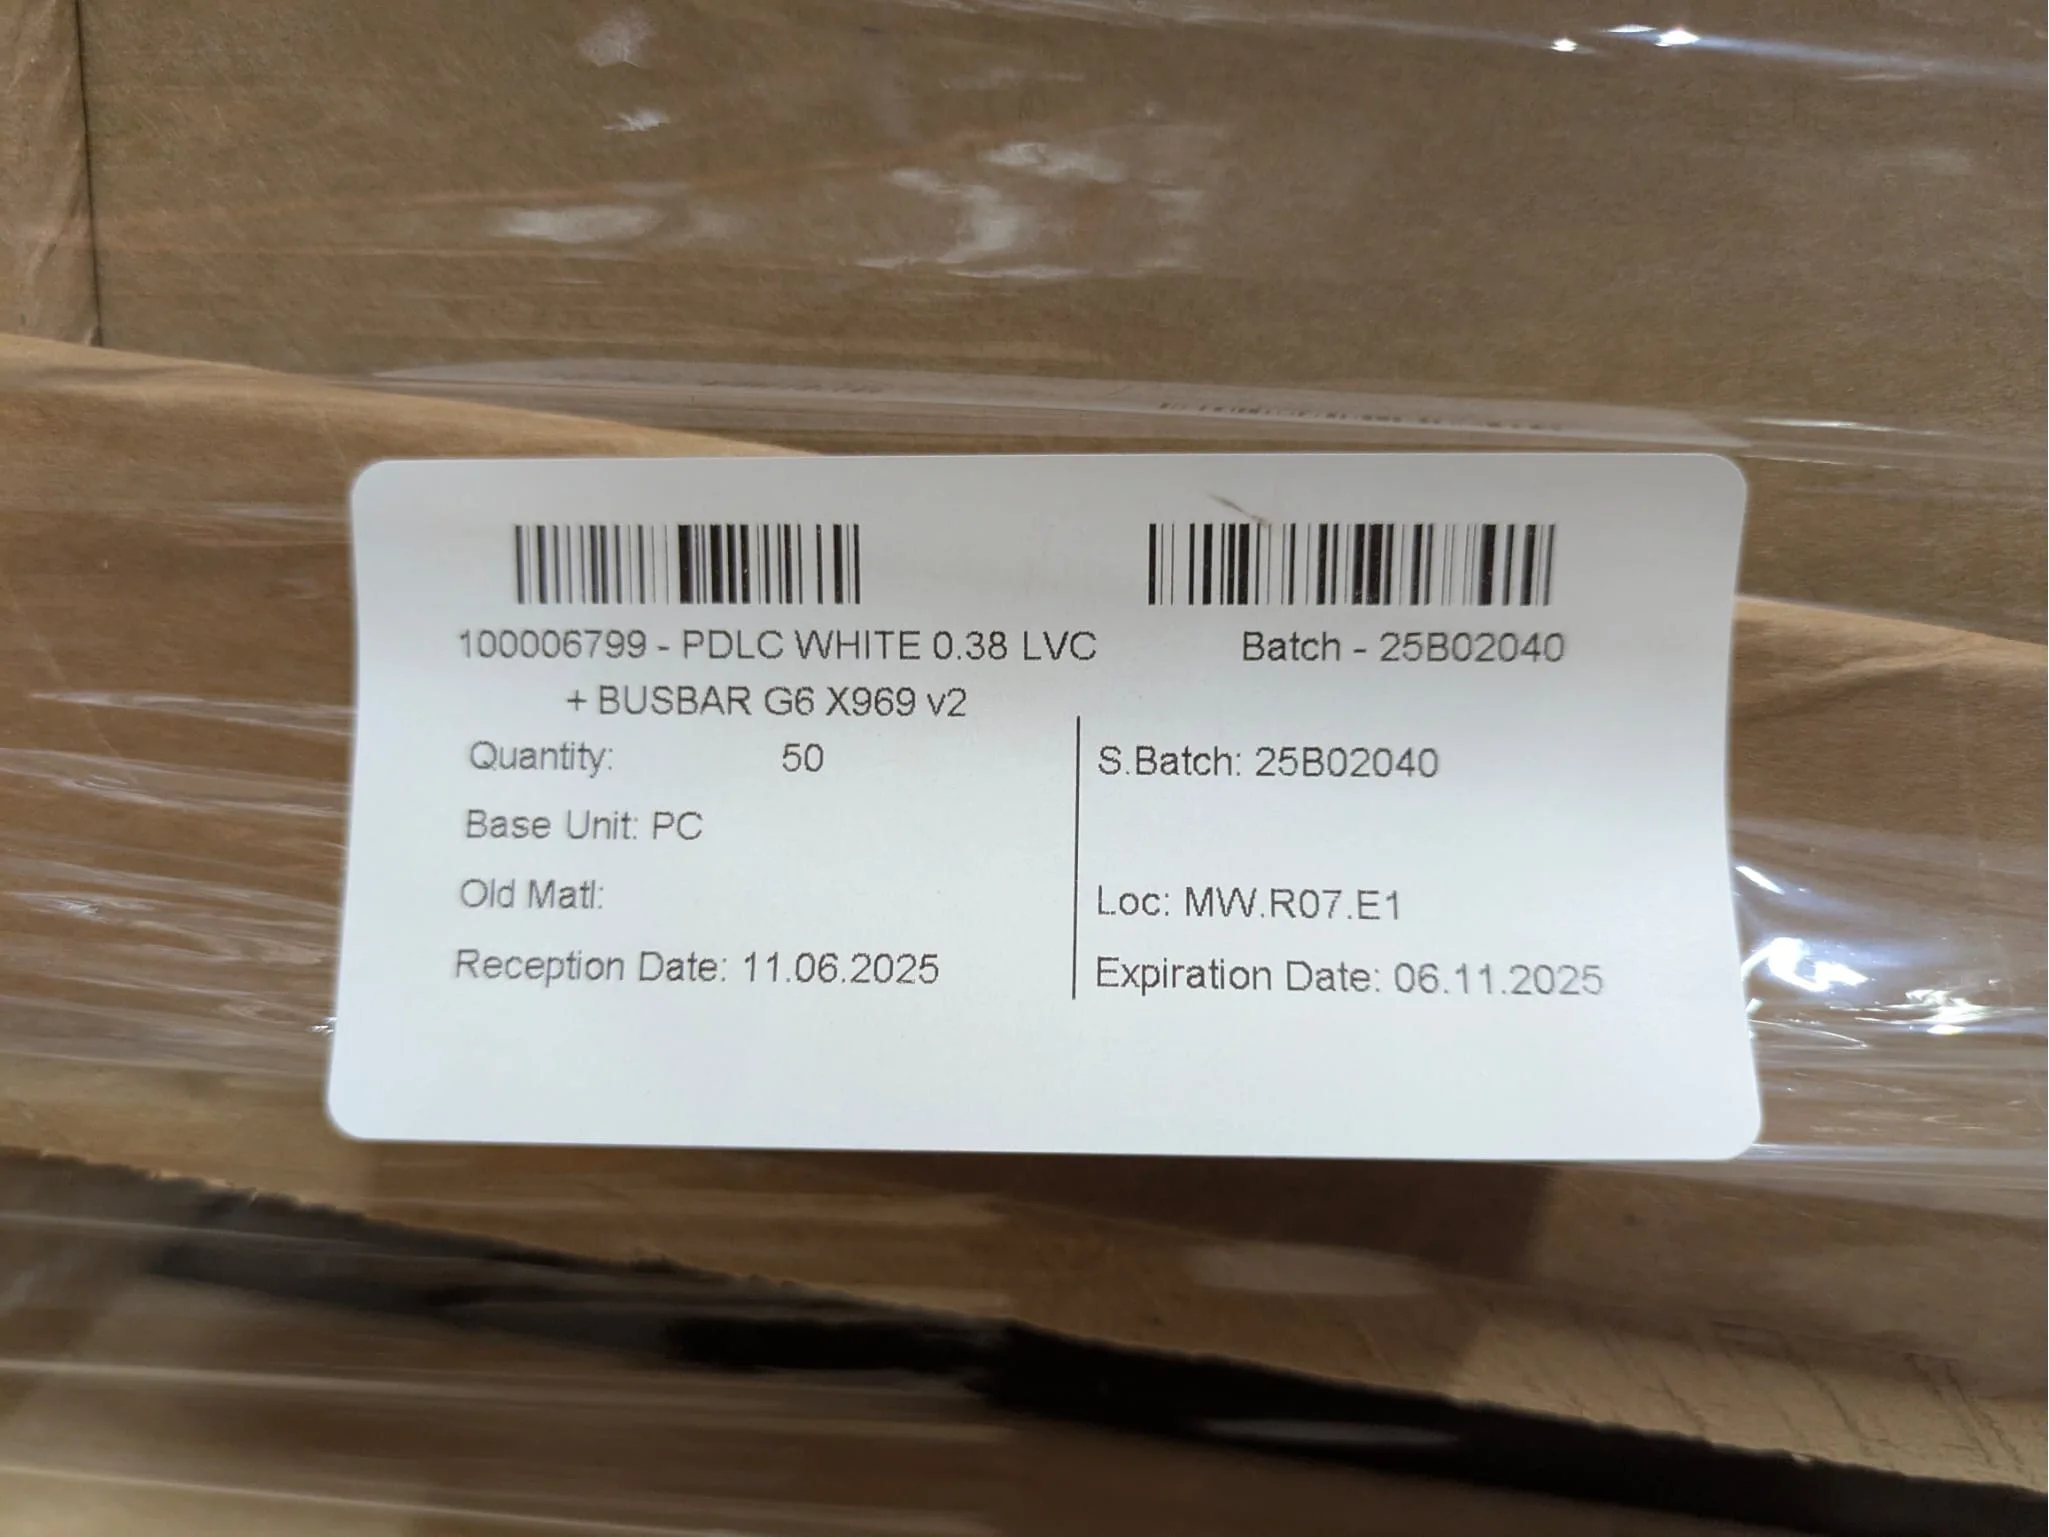 100006799 - PDLC WHITE 0.38 LVC
+ BUSBAR G6 X969 v2
Batch - 25B02040
Quantity: 50
S.Batch: 25B02040
Base Unit: PC
Old Matl:
Loc: MW.R07.E1
Reception Date: 11.06.2025
Expiration Date: 06.11.2025